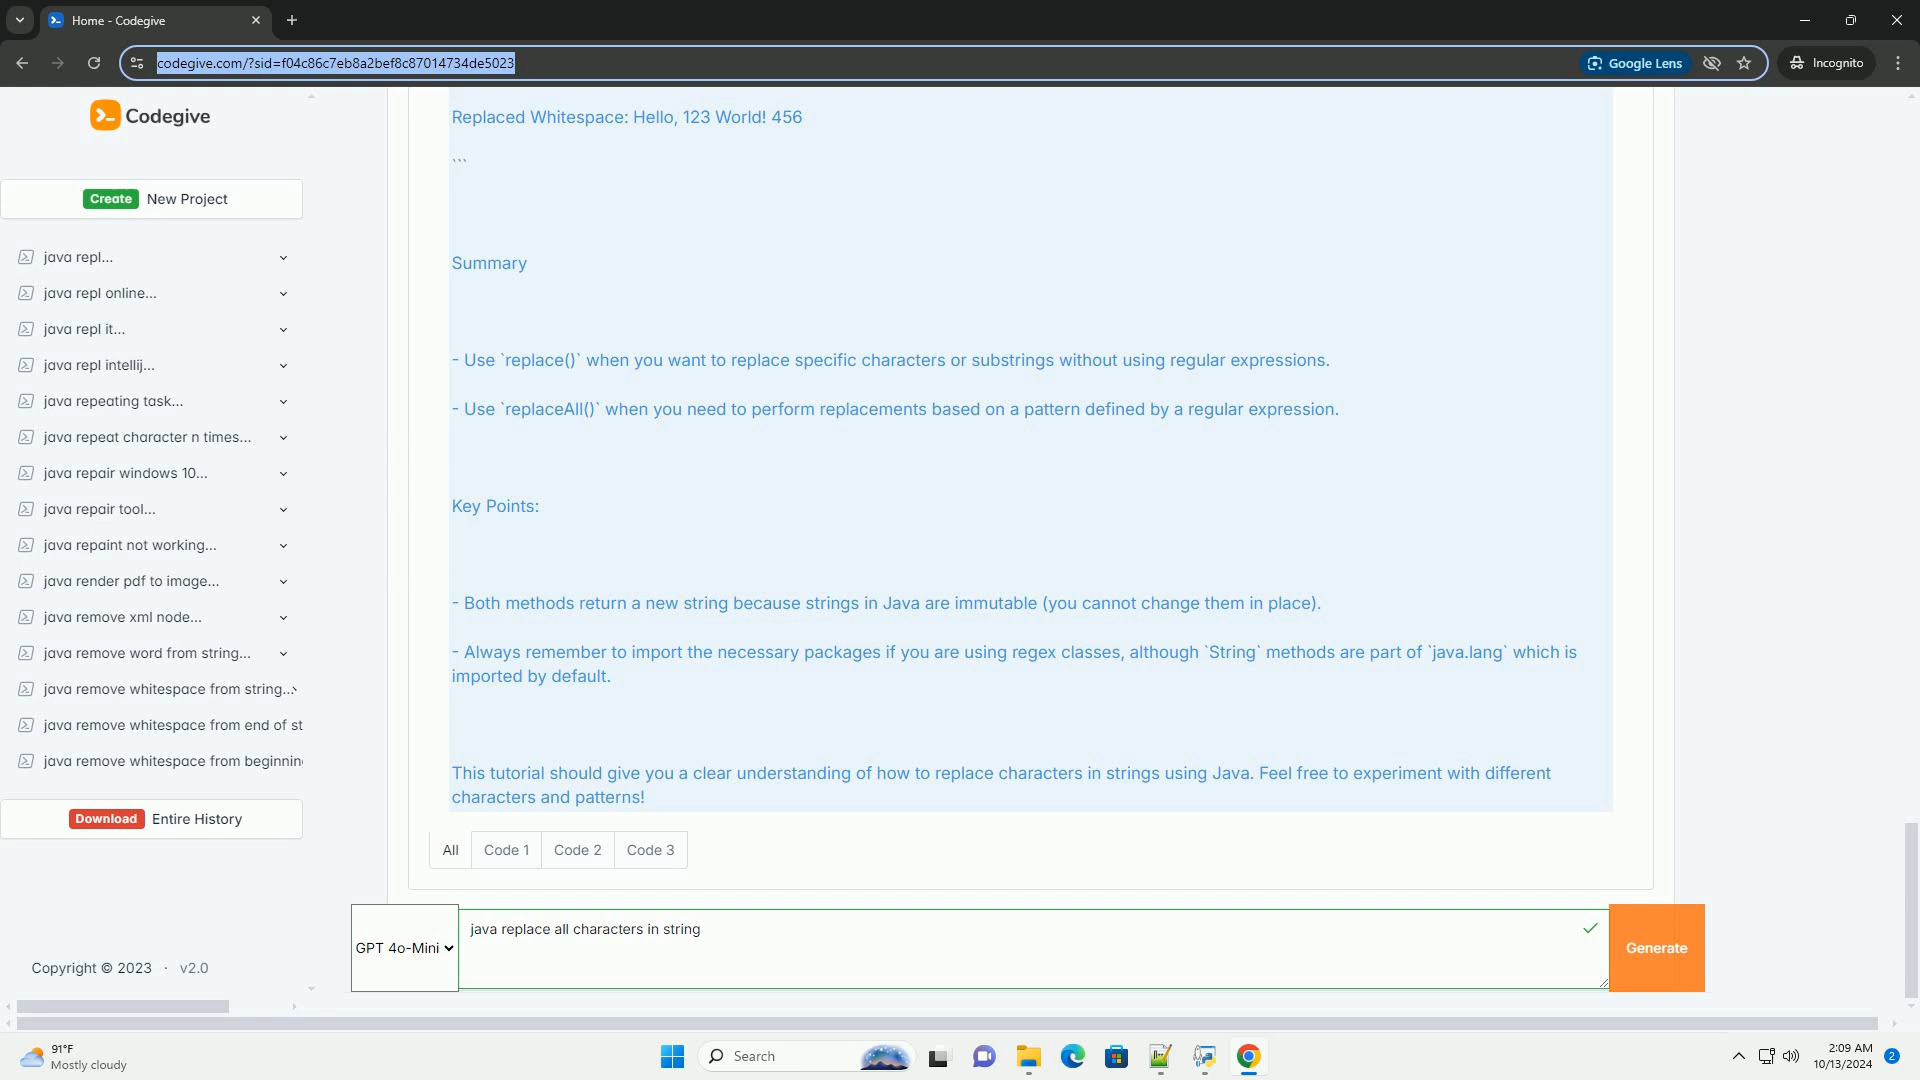 Home - Codegive
codegive.com/?sid=f04c86c7eb8a2bef8c87014734de5023
Google Lens
Incognito
Codegive
Create New Project
java repl...
java repl online...
java repl it...
java repl intellij...
java repeating task...
java repeat character n times...
java repair windows 10...
java repair tool...
java repaint not working...
java render pdf to image...
java remove xml node...
java remove word from string...
java remove whitespace from string...
java remove whitespace from end of st
java remove whitespace from beginnin
Download Entire History
Copyright © 2023 · v2.0
Replaced Whitespace: Hello, 123 World! 456
```
Summary
- Use `replace()` when you want to replace specific characters or substrings without using regular expressions.
- Use `replaceAll()` when you need to perform replacements based on a pattern defined by a regular expression.
Key Points:
- Both methods return a new string because strings in Java are immutable (you cannot change them in place).
- Always remember to import the necessary packages if you are using regex classes, although `String` methods are part of `java.lang` which is
imported by default.
This tutorial should give you a clear understanding of how to replace characters in strings using Java. Feel free to experiment with different
characters and patterns!
All Code 1 Code 2 Code 3
GPT 4o-Mini
java replace all characters in string
Generate
91°F
Mostly cloudy
Search
2:09 AM
10/13/2024
2